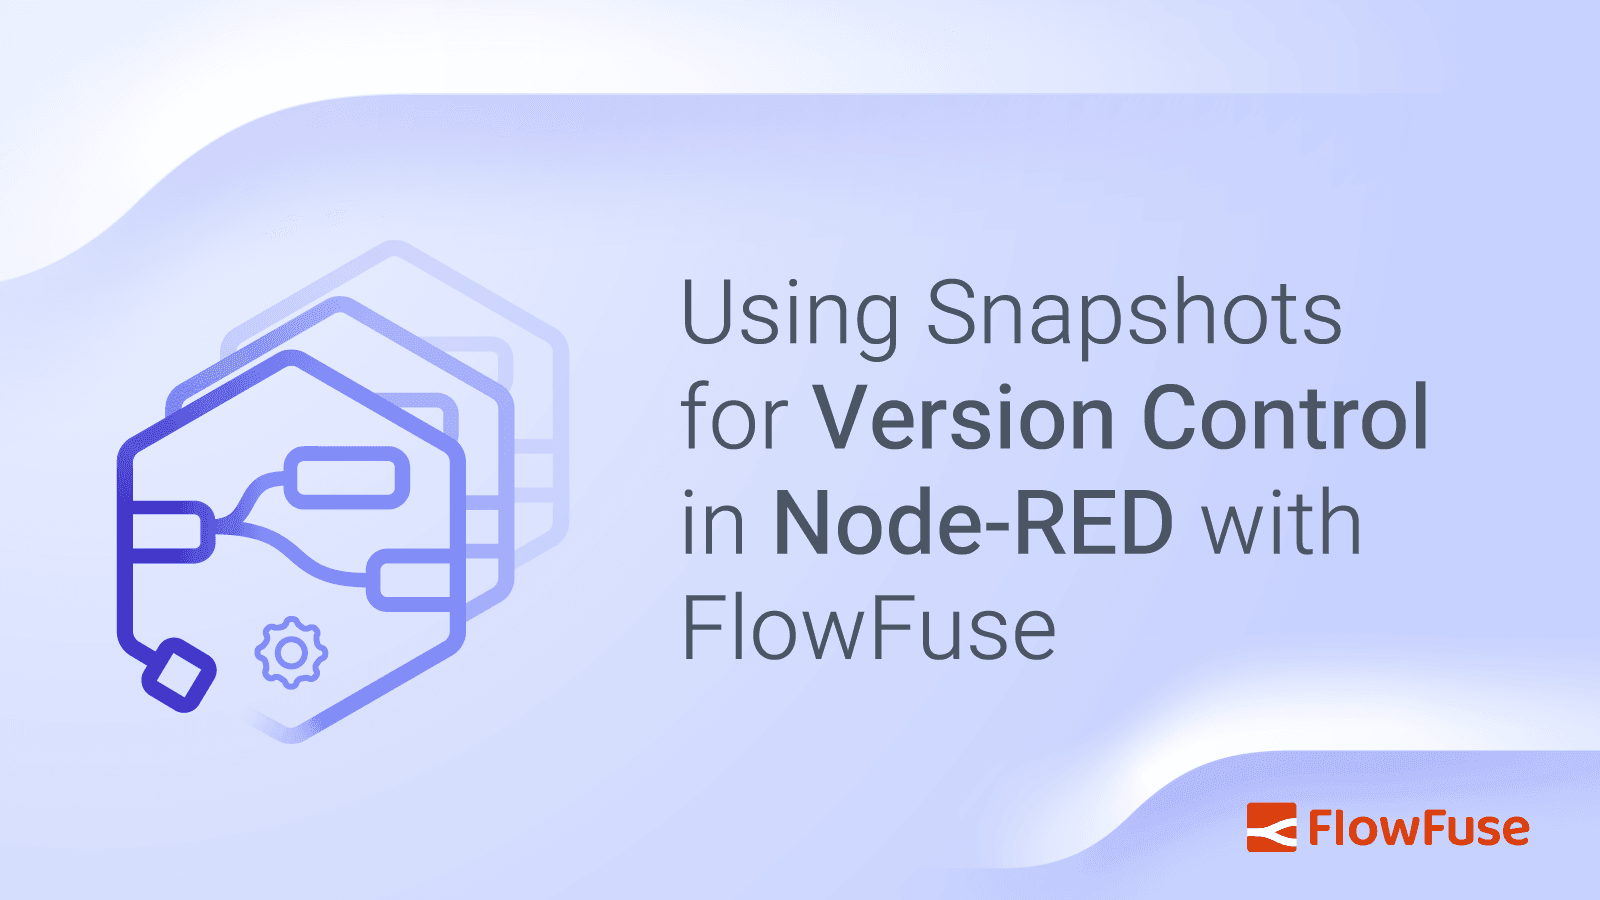 Using Snapshots
for Version Control
in Node-RED with
FlowFuse
FlowFuse